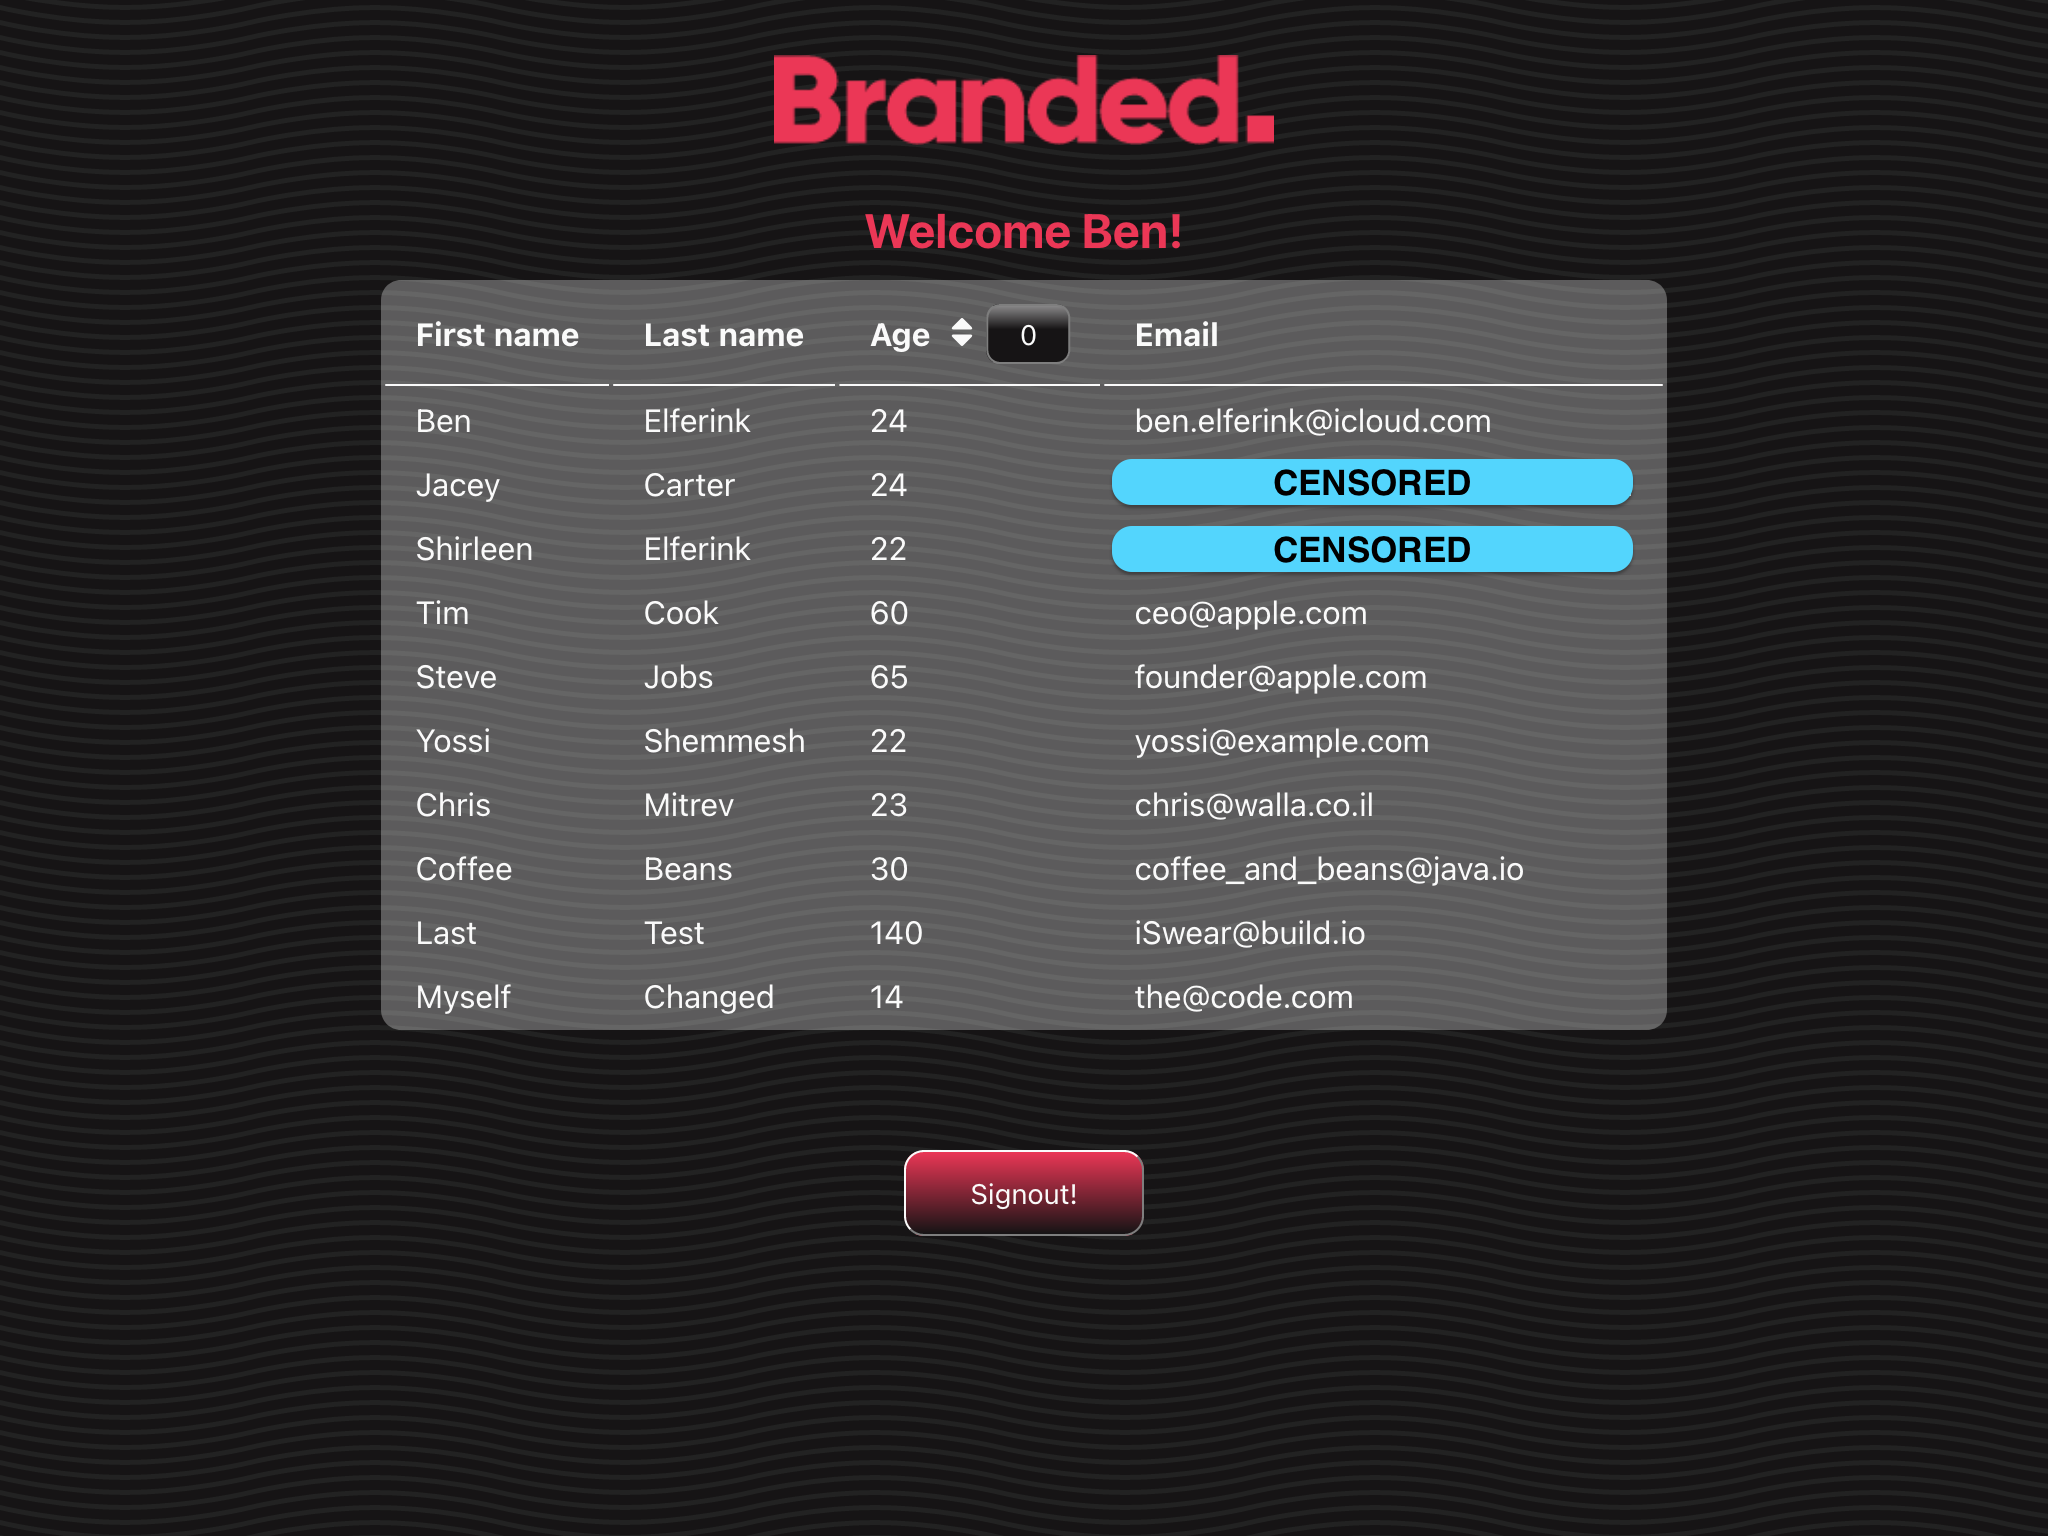 Branded.
Welcome Ben!
First name Last name Age 0 Email
Ben Elferink 24 ben.elferink@icloud.com
Jacey Carter 24 CENSORED
Shirleen Elferink 22 CENSORED
Tim Cook 60 ceo@apple.com
Steve Jobs 65 founder@apple.com
Yossi Shemmesh 22 yossi@example.com
Chris Mitrev 23 chris@walla.co.il
Coffee Beans 30 coffee_and_beans@java.io
Last Test 140 iSwear@build.io
Myself Changed 14 the@code.com
Signout!